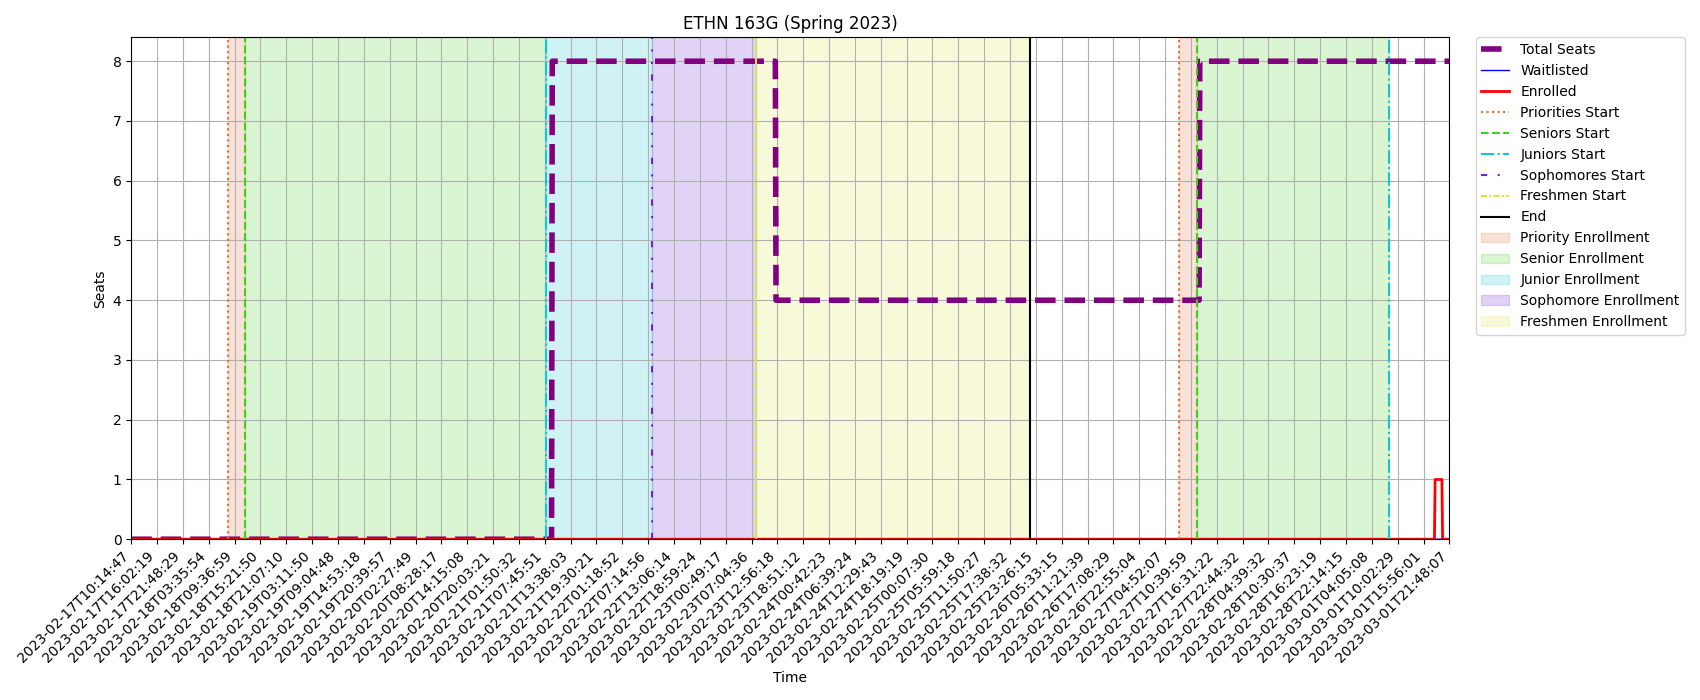 ETHN 163G (Spring 2023)
Seats
8
7
6
5
4
3
2
1
0
2023-02-17T10:14:47
2023-02-17T16:02:19
2023-02-17T21:48:29
2023-02-18T03:35:54
2023-02-18T09:36:59
2023-02-18T15:21:50
2023-02-18T21:07:10
2023-02-19T03:11:50
2023-02-19T09:04:48
2023-02-19T14:53:18
2023-02-19T20:39:57
2023-02-20T02:27:49
2023-02-20T08:28:17
2023-02-20T14:15:08
2023-02-20T20:03:21
2023-02-21T01:50:32
2023-02-21T07:45:51
2023-02-21T13:38:03
2023-02-21T19:30:21
2023-02-22T01:18:52
2023-02-22T07:14:56
2023-02-22T13:06:14
2023-02-22T18:59:24
2023-02-23T00:49:17
2023-02-23T07:04:36
2023-02-23T12:56:18
2023-02-23T18:51:12
2023-02-24T00:42:23
2023-02-24T06:39:24
2023-02-24T12:29:43
2023-02-24T18:19:19
2023-02-25T00:07:30
2023-02-25T05:59:18
2023-02-25T11:50:27
2023-02-25T17:38:32
2023-02-25T23:26:15
2023-02-26T05:33:15
2023-02-26T11:21:39
2023-02-26T17:08:29
2023-02-26T22:55:04
2023-02-27T04:52:07
2023-02-27T10:39:59
2023-02-27T16:31:22
2023-02-27T22:44:32
2023-02-28T04:39:32
2023-02-28T10:30:37
2023-02-28T16:23:19
2023-02-28T22:14:15
2023-03-01T04:05:08
2023-03-01T10:02:29
2023-03-01T15:56:01
2023-03-01T21:48:07
Time
Total Seats
Waitlisted
Enrolled
Priorities Start
Seniors Start
Juniors Start
Sophomores Start
Freshmen Start
End
Priority Enrollment
Senior Enrollment
Junior Enrollment
Sophomore Enrollment
Freshmen Enrollment